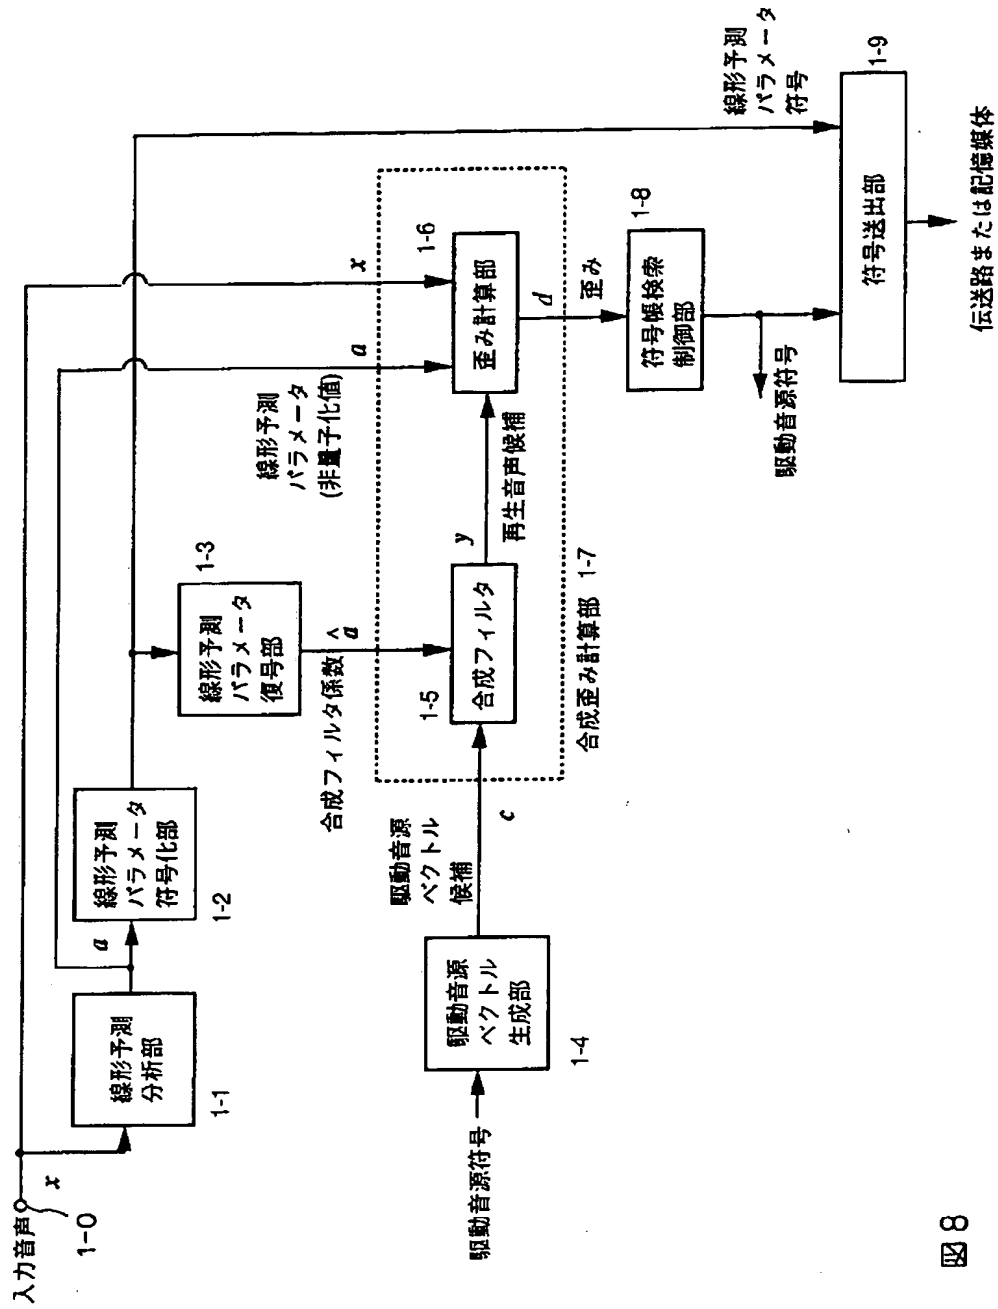 入力音声
x
1-0
線形予測
分析部
1-1
a
線形予測
パラメータ
符号化部
1-2
線形予測
パラメータ
復号部
1-3
合成フィルタ係数 â
線形予測
パラメータ
(非量子化値)
a
x
線形予測
パラメータ
符号
駆動音源符号
駆動音源
ベクトル
生成部
1-4
駆動音源
ベクトル
候補
c
1-5
合成フィルタ
y
再生音声候補
歪み計算部
1-6
合成歪み計算部 1-7
d
歪み
符号帳検索
制御部
1-8
駆動音源符号
符号送出部
1-9
伝送路または記憶媒体
図8